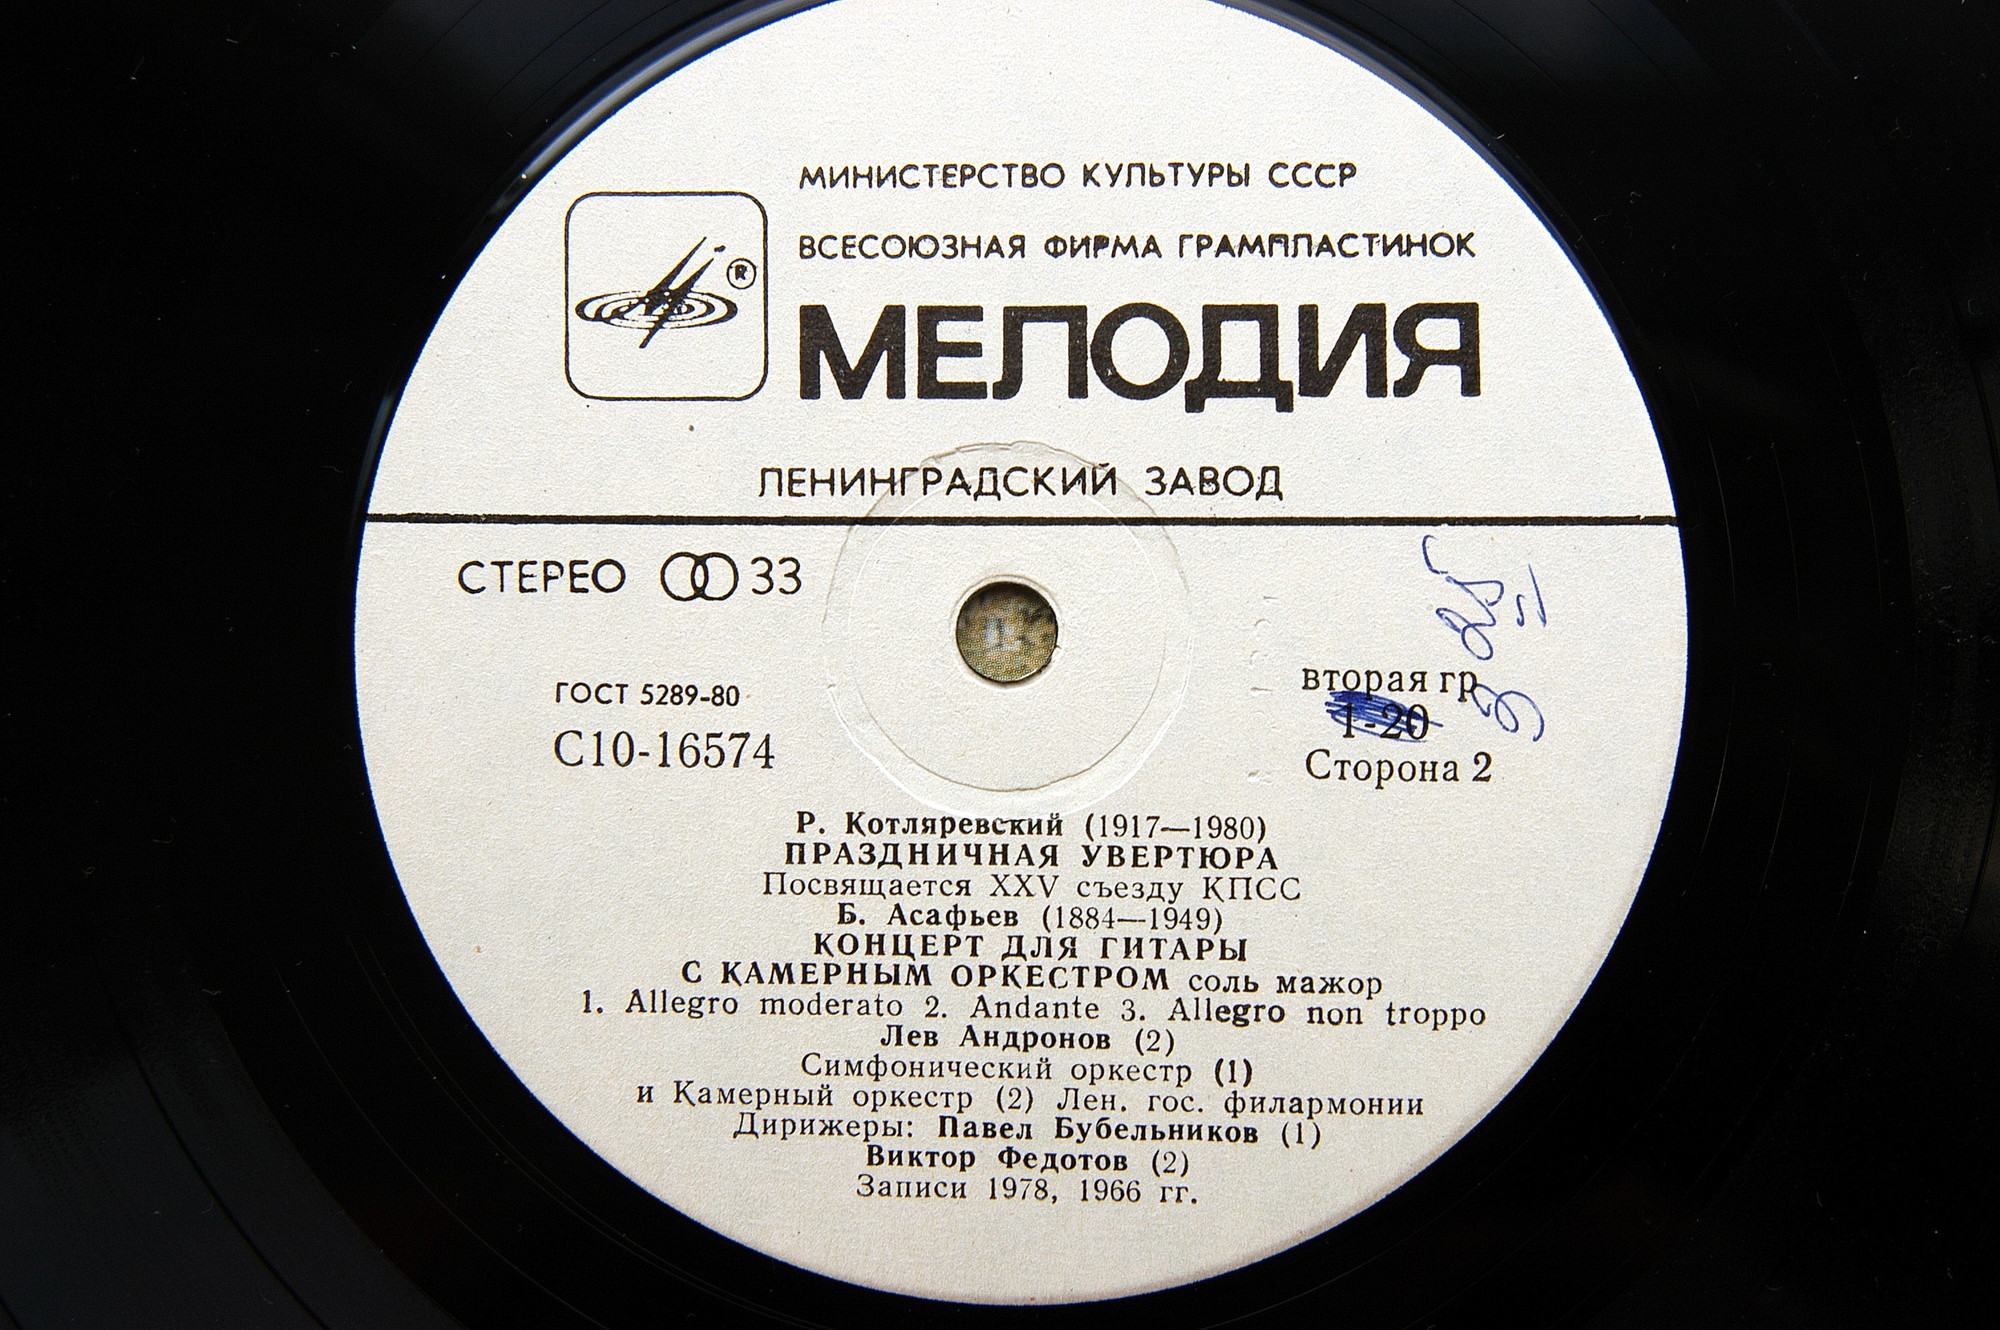 МИНИСТЕРСТВО КУЛЬТУРЫ СССР
ВСЕСОЮЗНАЯ ФИРМА ГРАМПЛАСТИНОК
®
МЕЛОДИЯ
ЛЕНИНГРАДСКИЙ ЗАВОД
СТЕРЕО 33
ГОСТ 5289-80
С10-16574
вторая гр
1-20
Сторона 2
Р. Котляревский (1917—1980)
ПРАЗДНИЧНАЯ УВЕРТЮРА
Посвящается XXV съезду КПСС
Б. Асафьев (1884—1949)
КОНЦЕРТ ДЛЯ ГИТАРЫ
С КАМЕРНЫМ ОРКЕСТРОМ соль мажор
1. Allegro moderato 2. Andante 3. Allegro non troppo
Лев Андронов (2)
Симфонический оркестр (1)
и Камерный оркестр (2) Лен. гос. филармонии
Дирижеры: Павел Бубельников (1)
Виктор Федотов (2)
Записи 1978, 1966 гг.